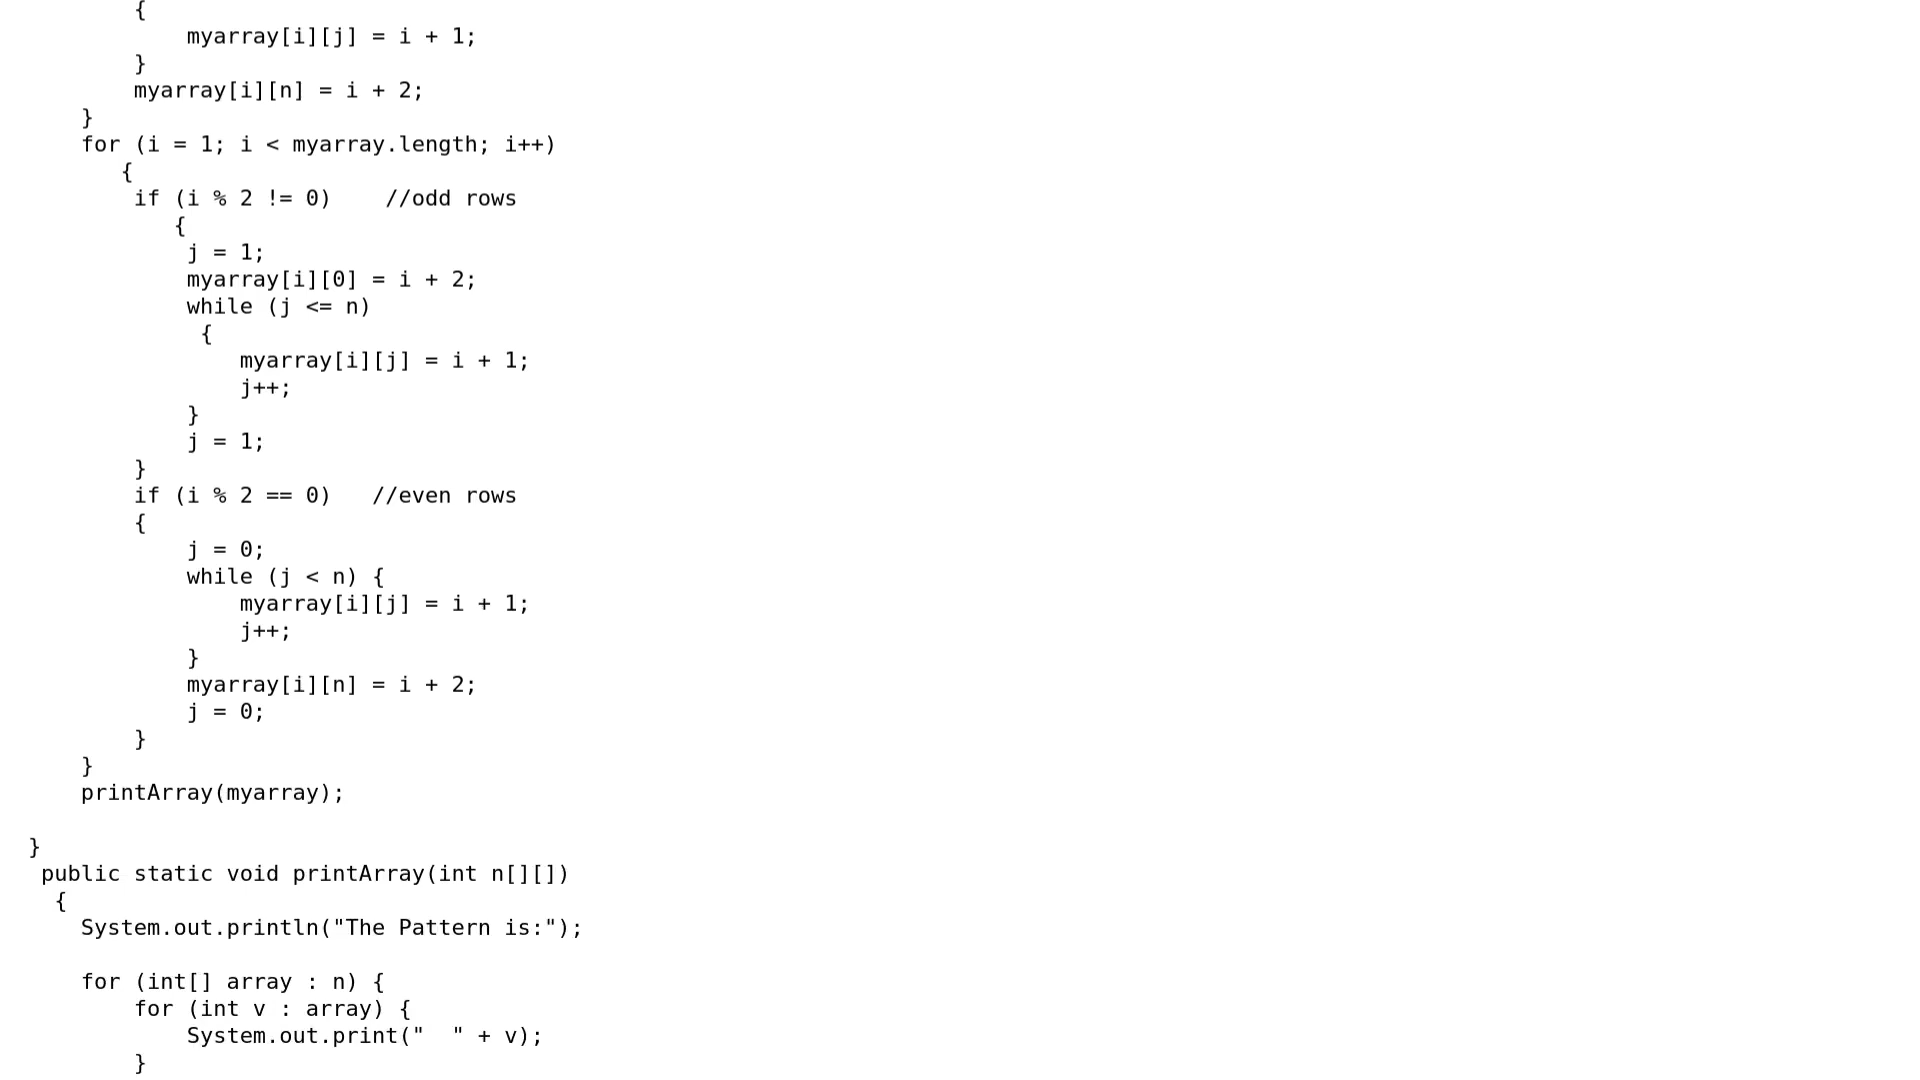 {
myarray[i][j] = i + 1;
}
myarray[i][n] = i + 2;
}
for (i = 1; i < myarray.length; i++)
{
if (i % 2 != 0)    //odd rows
{
j = 1;
myarray[i][0] = i + 2;
while (j <= n)
{
myarray[i][j] = i + 1;
j++;
}
j = 1;
}
if (i % 2 == 0)   //even rows
{
j = 0;
while (j < n) {
myarray[i][j] = i + 1;
j++;
}
myarray[i][n] = i + 2;
j = 0;
}
}
printArray(myarray);
}
public static void printArray(int n[][])
{
System.out.println("The Pattern is:");
for (int[] array : n) {
for (int v : array) {
System.out.print("  " + v);
}